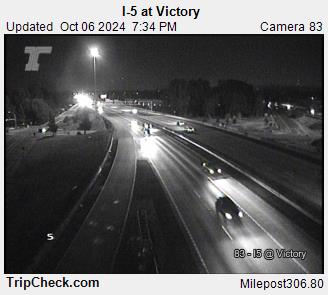 I-5 at Victory
Updated Oct 06 2024 7:34 PM Camera 83
T
S
83 - I5 @ Victory
TripCheck.com Milepost306.80